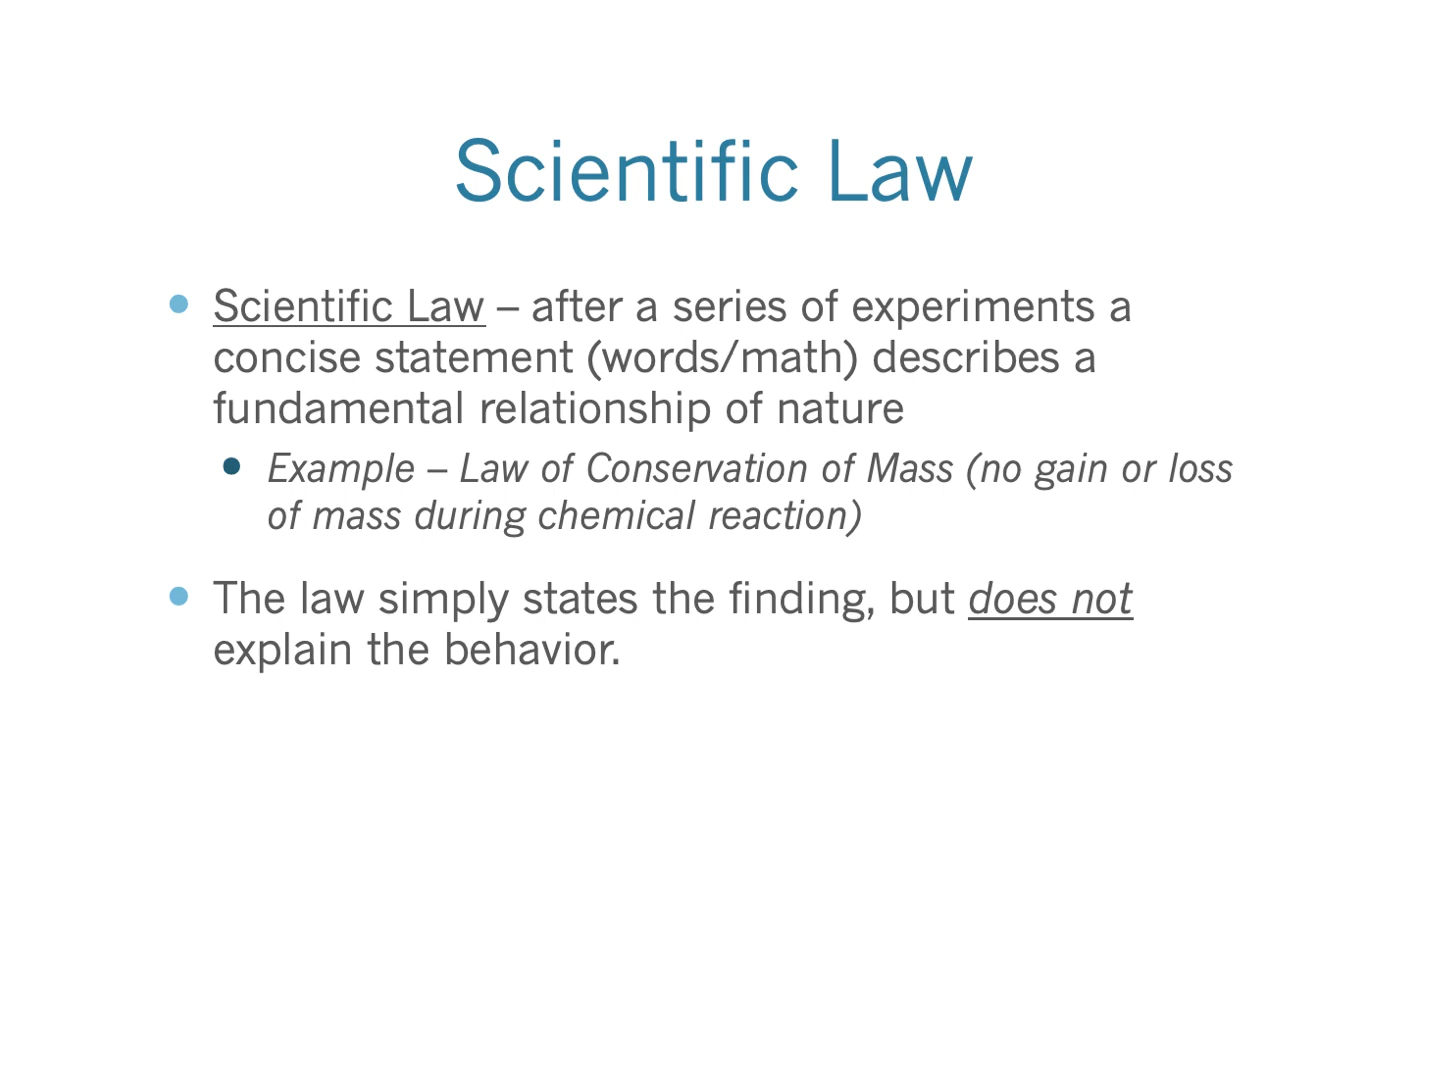 Scientific Law
• Scientific Law – after a series of experiments a
concise statement (words/math) describes a
fundamental relationship of nature
• Example – Law of Conservation of Mass (no gain or loss
of mass during chemical reaction)
• The law simply states the finding, but does not
explain the behavior.